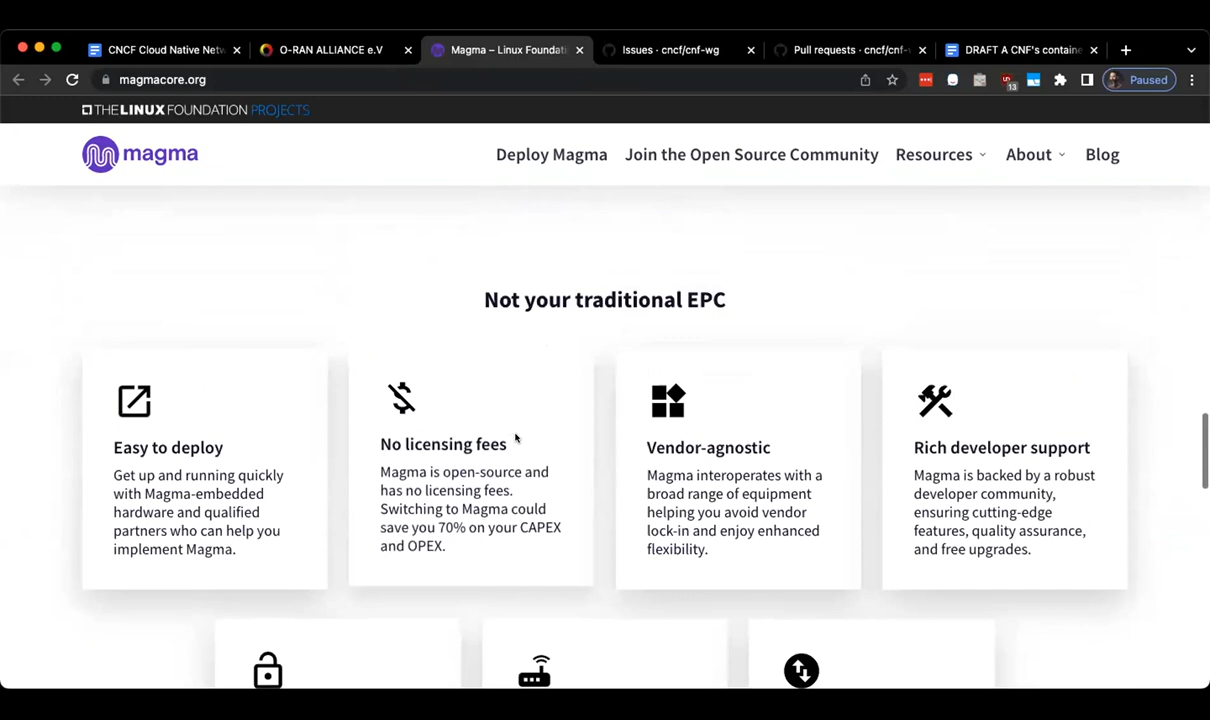 CNCF Cloud Native Netw
O-RAN ALLIANCE e.V
Magma – Linux Foundati
Issues · cncf/cnf-wg
Pull requests · cncf/cnf-
DRAFT A CNF's containe
magmacore.org
13
Paused
THE LINUX FOUNDATION PROJECTS
magma
Deploy Magma
Join the Open Source Community
Resources
About
Blog
Not your traditional EPC
Easy to deploy
Get up and running quickly
with Magma-embedded
hardware and qualified
partners who can help you
implement Magma.
No licensing fees
Magma is open-source and
has no licensing fees.
Switching to Magma could
save you 70% on your CAPEX
and OPEX.
Vendor-agnostic
Magma interoperates with a
broad range of equipment
helping you avoid vendor
lock-in and enjoy enhanced
flexibility.
Rich developer support
Magma is backed by a robust
developer community,
ensuring cutting-edge
features, quality assurance,
and free upgrades.